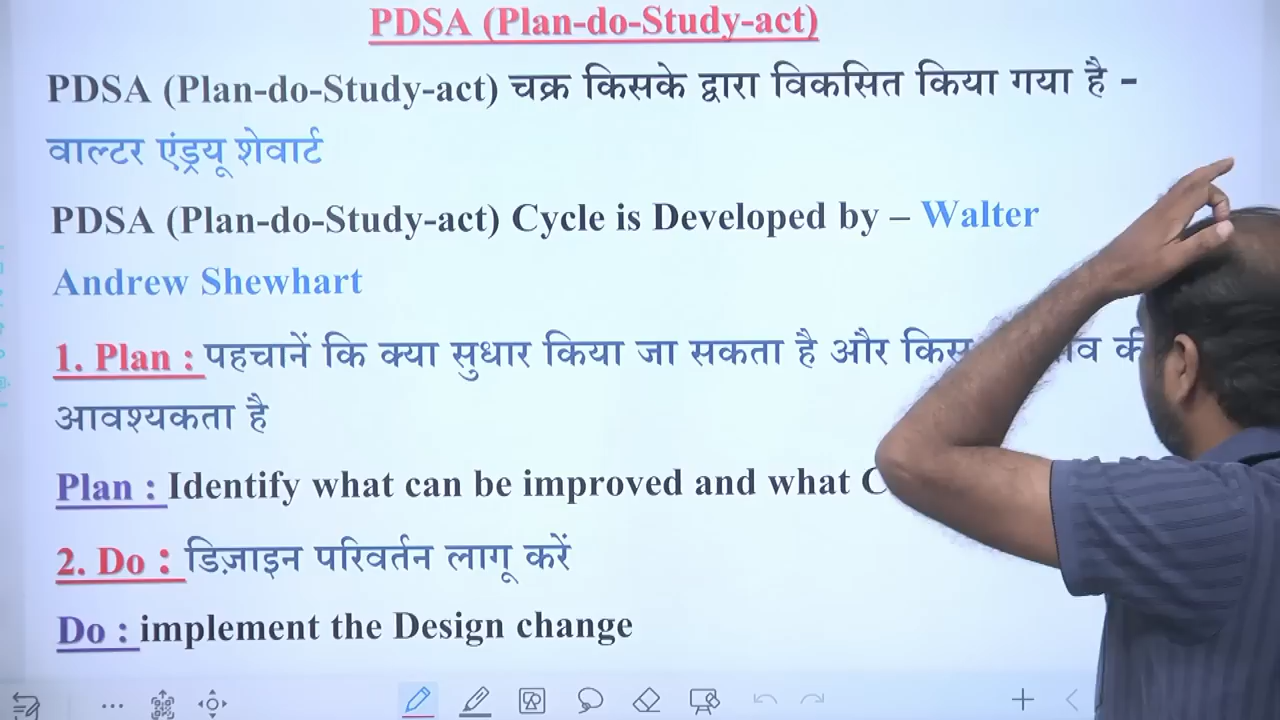 PDSA (Plan-do-Study-act)
PDSA (Plan-do-Study-act) चक्र किसके द्वारा विकसित किया गया है -
वाल्टर एंड्रयू शेवार्ट
PDSA (Plan-do-Study-act) Cycle is Developed by – Walter
Andrew Shewhart
1. Plan : पहचानें कि क्या सुधार किया जा सकता है और
आवश्यकता है
Plan : Identify what can be improved and what
2. Do : डिज़ाइन परिवर्तन लागू करें
Do : implement the Design change